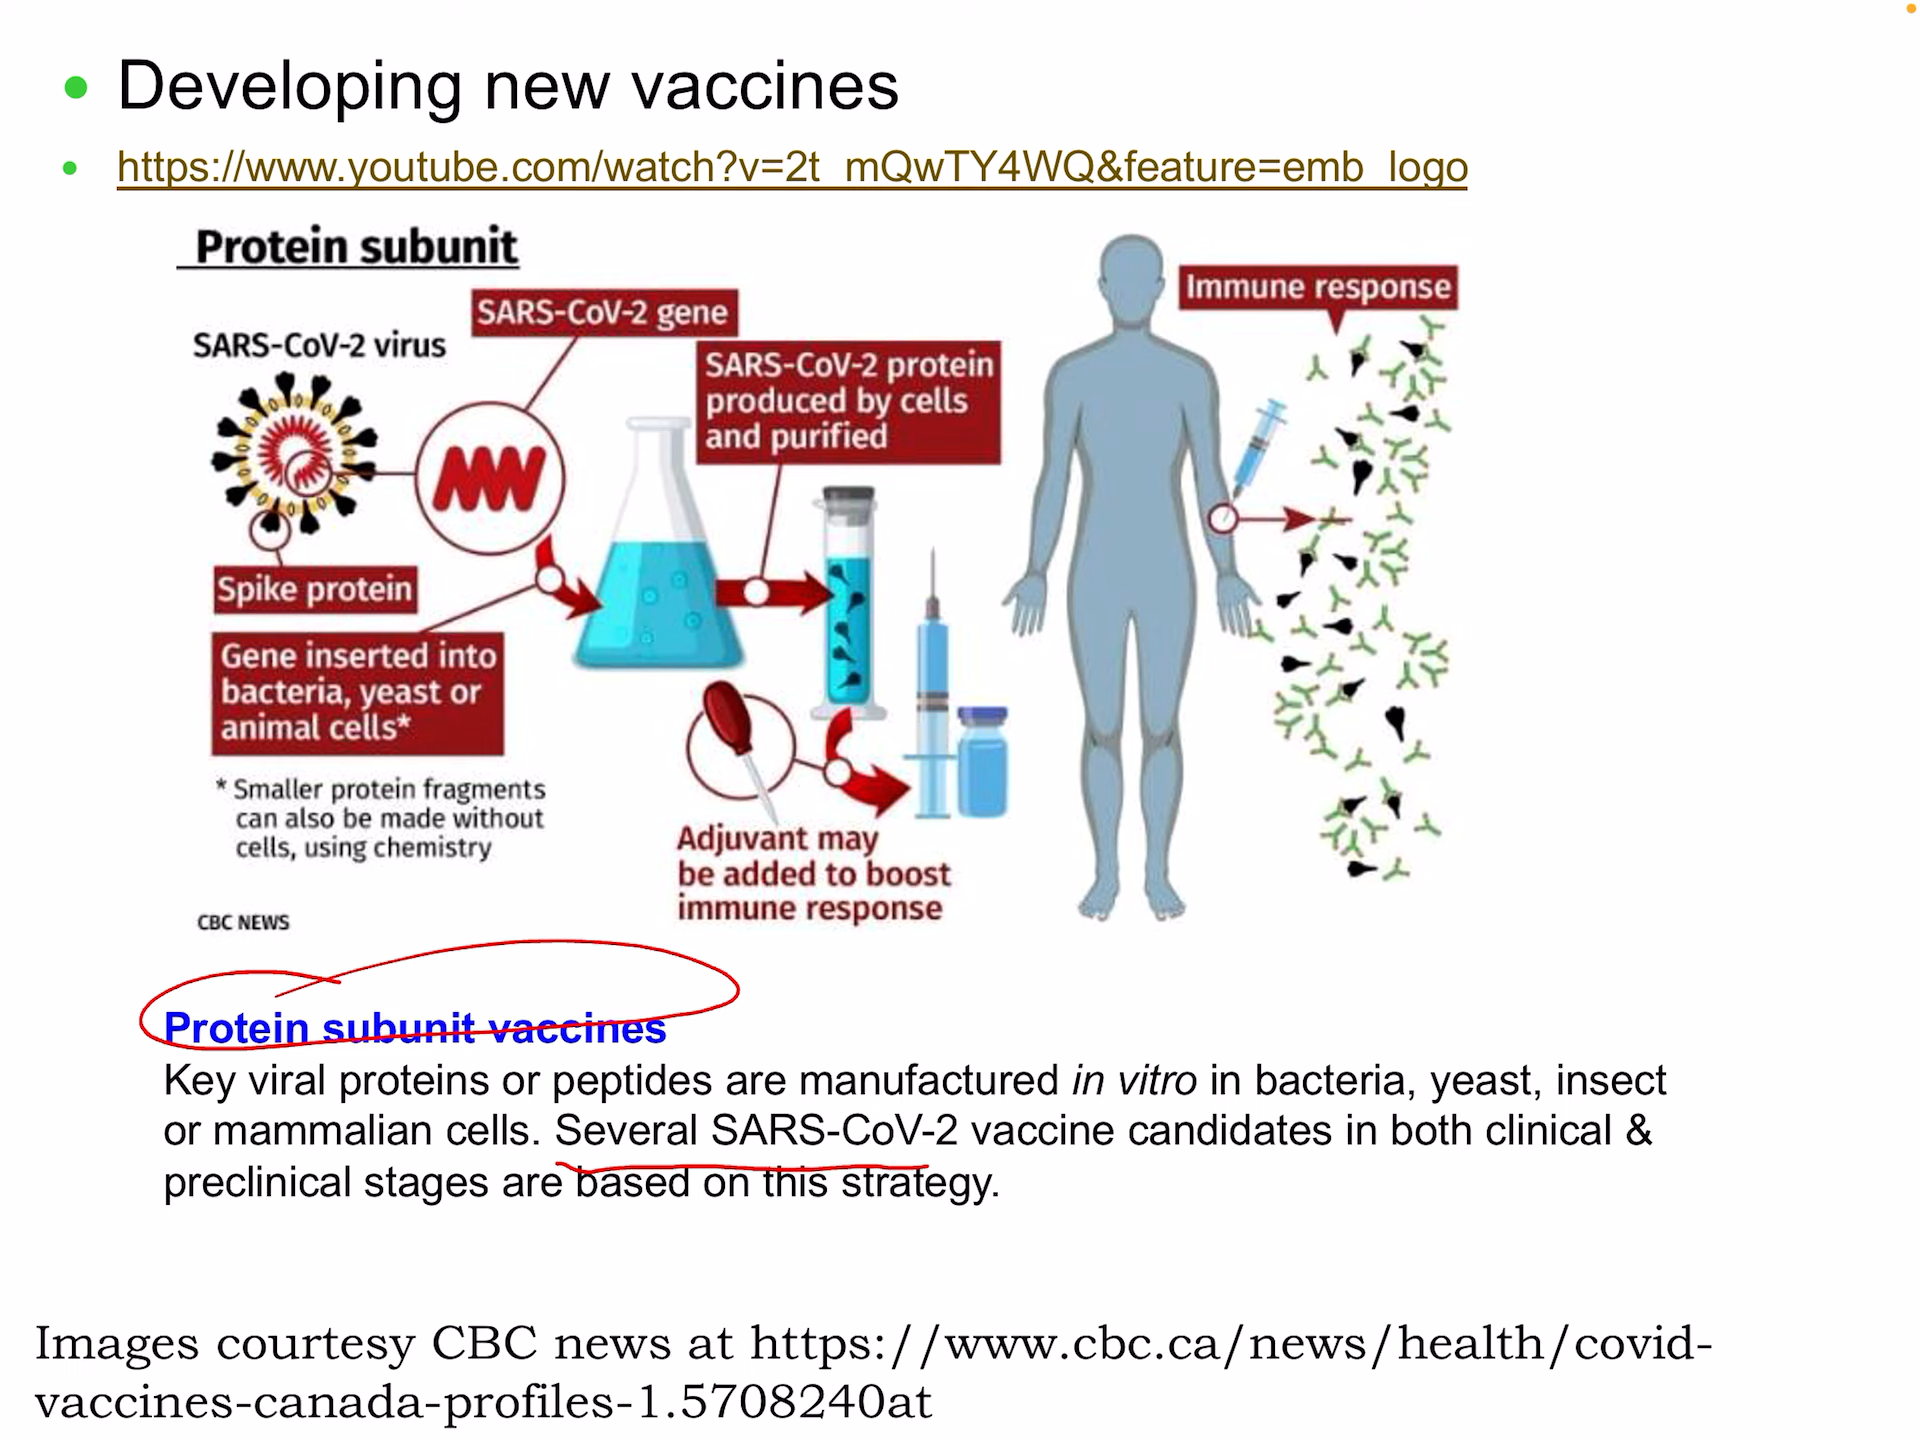 Developing new vaccines
https://www.youtube.com/watch?v=2t_mQwTY4WQ&feature=emb_logo
Protein subunit
SARS-CoV-2 virus
SARS-CoV-2 gene
SARS-CoV-2 protein
produced by cells
and purified
Immune response
Spike protein
Gene inserted into
bacteria, yeast or
animal cells*
* Smaller protein fragments
can also be made without
cells, using chemistry
Adjuvant may
be added to boost
immune response
CBC NEWS
Protein subunit vaccines
Key viral proteins or peptides are manufactured in vitro in bacteria, yeast, insect
or mammalian cells. Several SARS-CoV-2 vaccine candidates in both clinical &
preclinical stages are based on this strategy.
Images courtesy CBC news at https://www.cbc.ca/news/health/covid-
vaccines-canada-profiles-1.5708240at